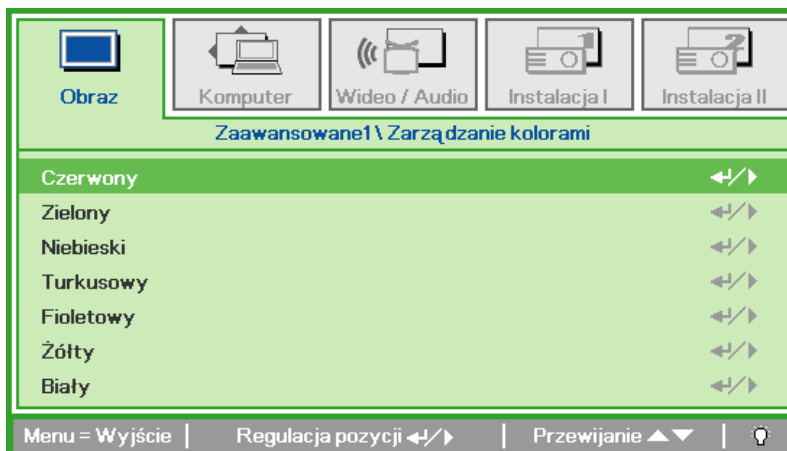 Obraz
Komputer
Wideo / Audio
Instalacja I
Instalacja II
Zaawansowane1 \ Zarządzanie kolorami
Czerwony
Zielony
Niebieski
Turkusowy
Fioletowy
Żółty
Biały
Menu = Wyjście | Regulacja pozycji ↵/▶ | Przewijanie ▲▼ |